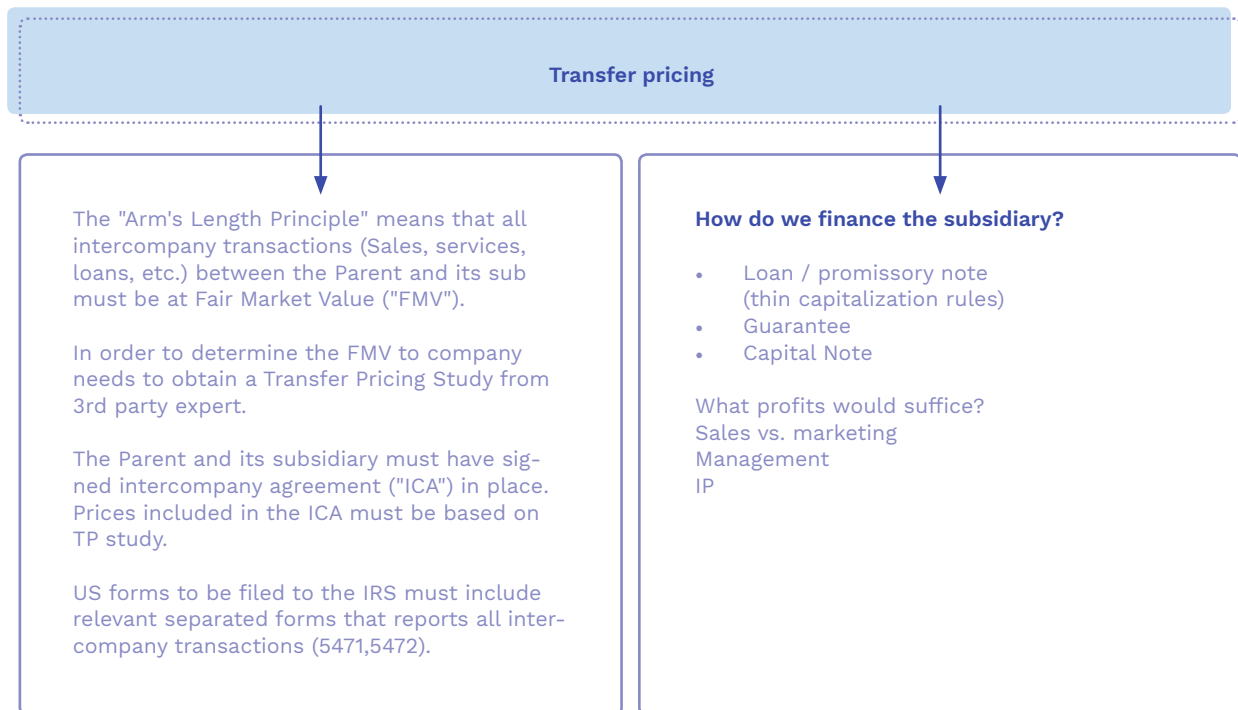 Transfer pricing
The "Arm's Length Principle" means that all
intercompany transactions (Sales, services,
loans, etc.) between the Parent and its sub
must be at Fair Market Value ("FMV").
In order to determine the FMV to company
needs to obtain a Transfer Pricing Study from
3rd party expert.
The Parent and its subsidiary must have sig-
ned intercompany agreement ("ICA") in place.
Prices included in the ICA must be based on
TP study.
US forms to be filed to the IRS must include
relevant separated forms that reports all inter-
company transactions (5471,5472).
How do we finance the subsidiary?
• Loan / promissory note
(thin capitalization rules)
• Guarantee
• Capital Note
What profits would suffice?
Sales vs. marketing
Management
IP